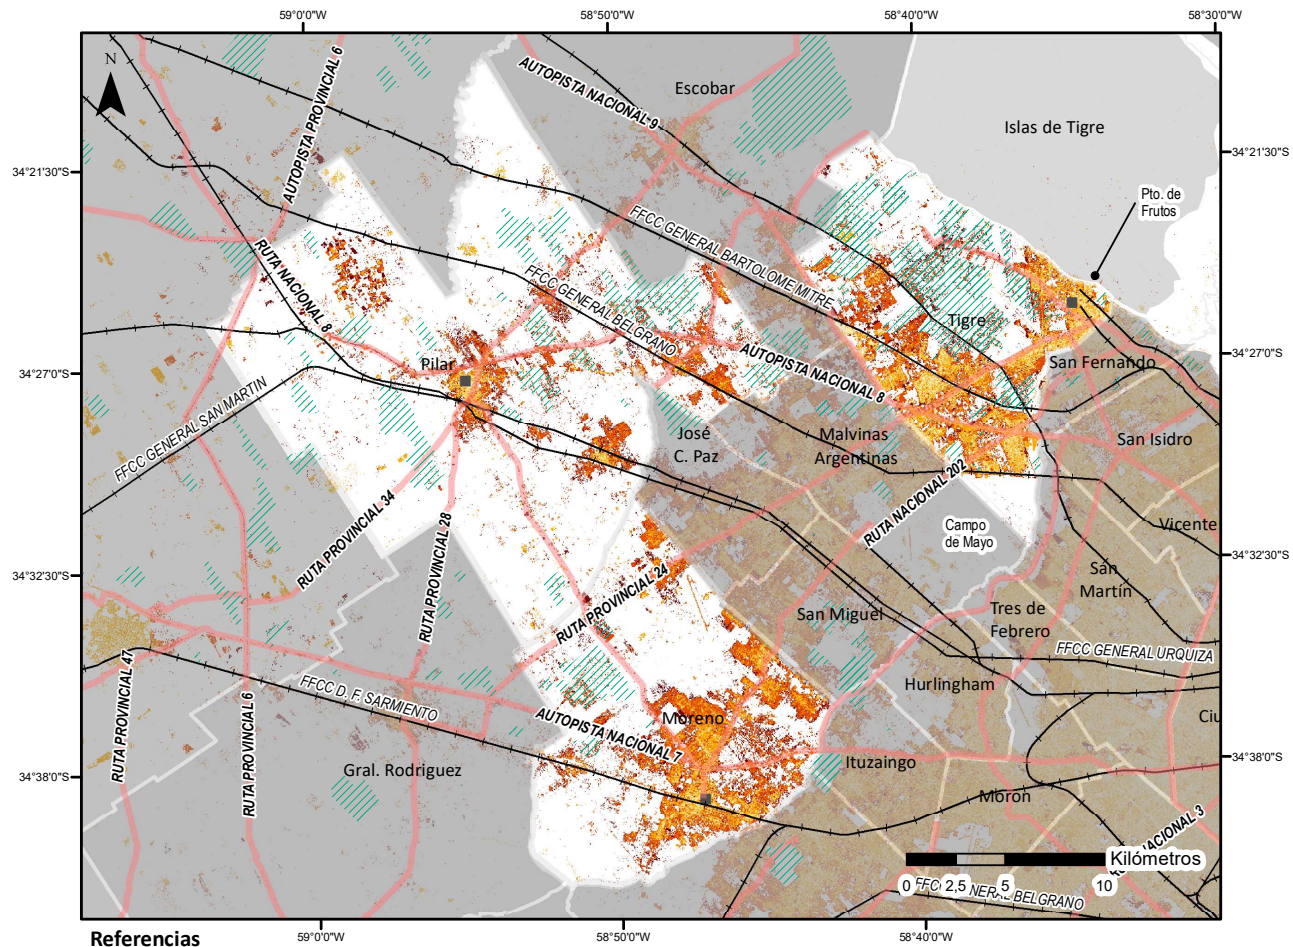 59°0'0"W
58°50'0"W
58°40'0"W
58°30'0"W
N
AUTOPISTA PROVINCIAL 6
AUTOPISTA NACIONAL 9
Escobar
Islas de Tigre
34°21'30"S
34°21'30"S
Pto. de
Frutos
FFCC GENERAL BARTOLOME MITRE
RUTA NACIONAL 8
FFCC GENERAL BELGRANO
Tigre
AUTOPISTA NACIONAL 8
San Fernando
34°27'0"S
34°27'0"S
Pilar
FFCC GENERAL SAN MARTIN
José
C. Paz
Malvinas
Argentinas
San Isidro
RUTA NACIONAL 202
RUTA PROVINCIAL 34
RUTA PROVINCIAL 28
Campo
de Mayo
Vicente
34°32'30"S
34°32'30"S
RUTA PROVINCIAL 24
San
Martín
San Miguel
Tres de
Febrero
FFCC GENERAL URQUIZA
RUTA PROVINCIAL 47
RUTA PROVINCIAL 6
FFCC D. F. SARMIENTO
Hurlingham
AUTOPISTA NACIONAL 7
Moreno
Ciu
34°38'0"S
34°38'0"S
Gral. Rodriguez
Ituzaingo
Moron
Kilómetros
0 2,5 5 10
FFCC GENERAL BELGRANO
59°0'0"W
58°50'0"W
58°40'0"W
Referencias